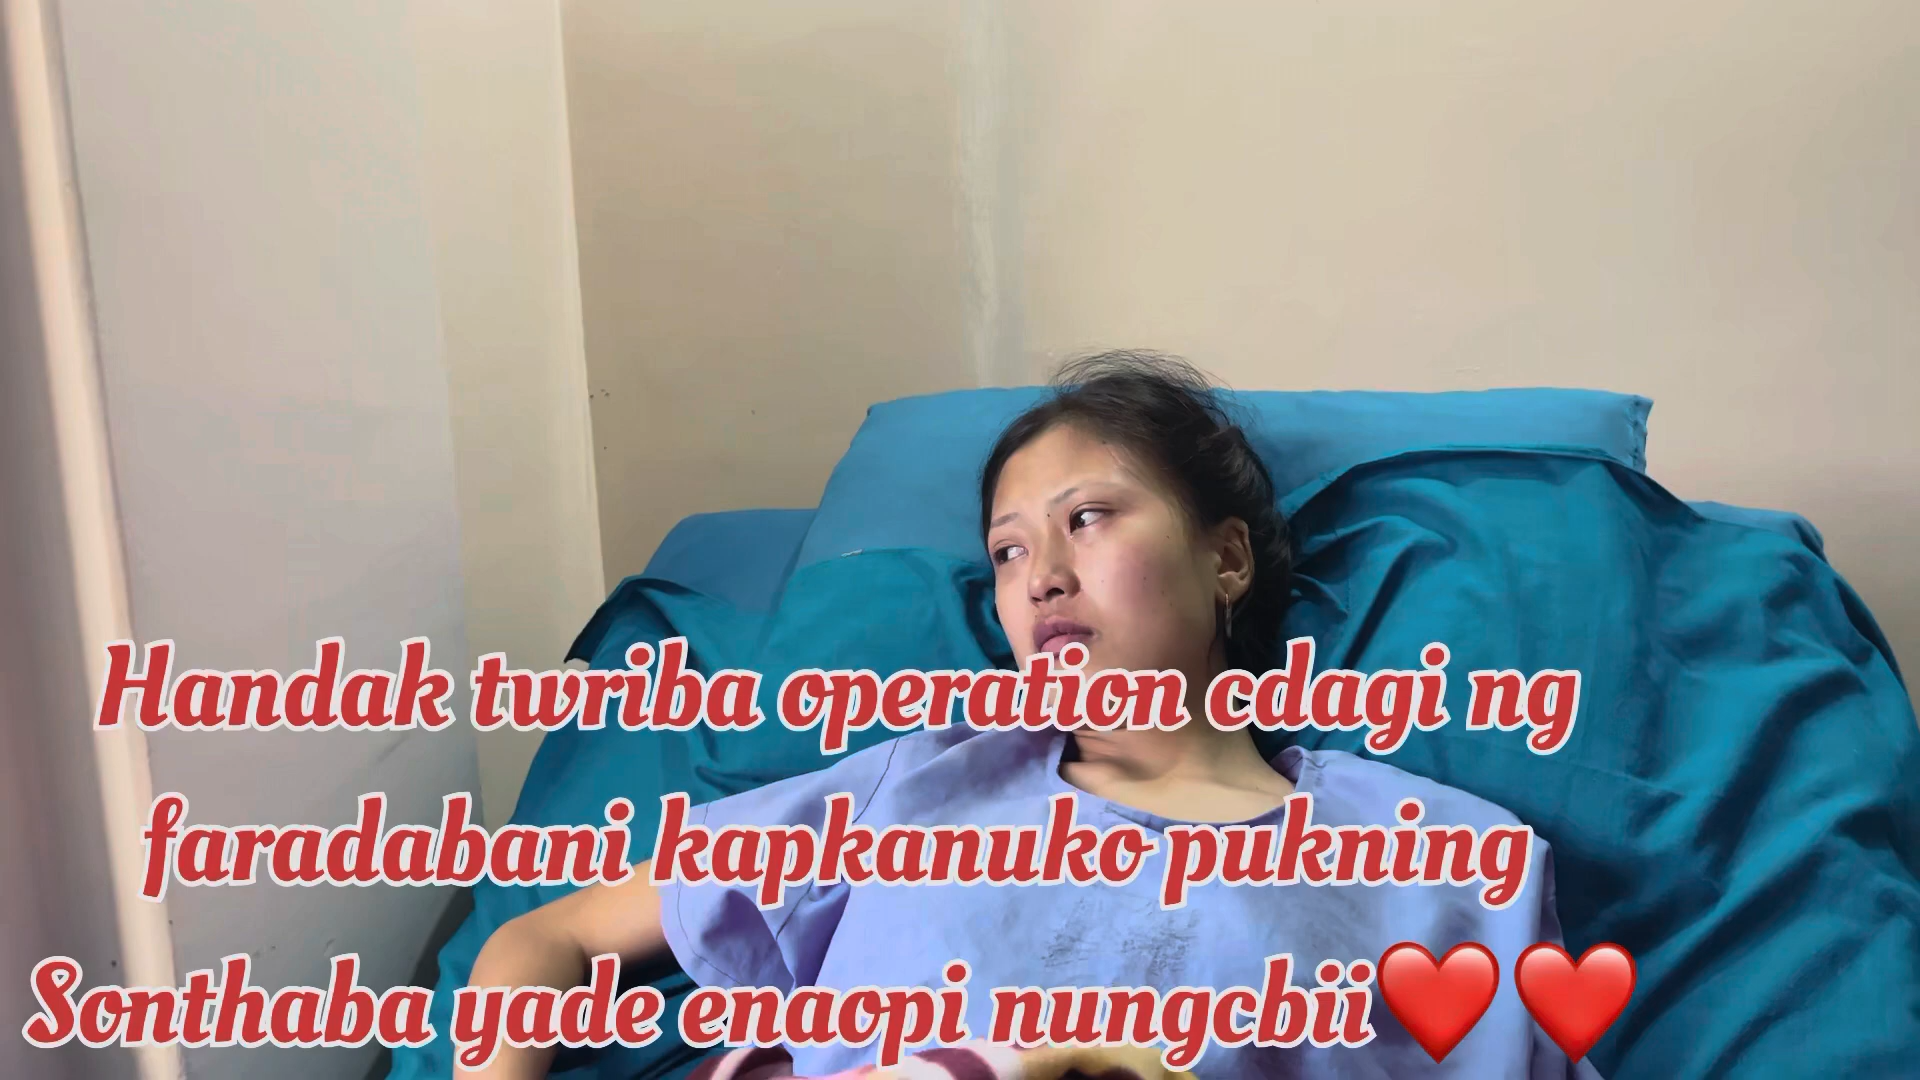 Handak twriba operation cdagi ng
faradabani kapkanuko pukning
Sonthaba yade enaopi nungcbii❤️❤️